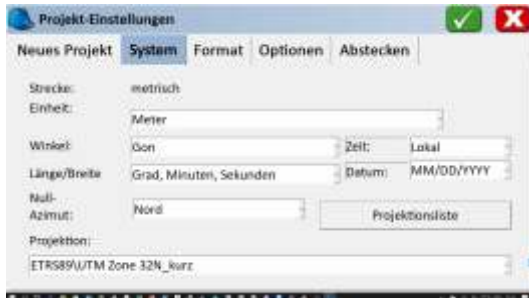 Projekt-Einstellungen
Neues Projekt System Format Optionen Abstecken
Strecke: metrisch
Einheit:
Meter
Winkel: Gon Zeit: Lokal
Länge/Breite Grad, Minuten, Sekunden Datum: MM/DD/YYYY
Null-
Azimut: Nord Projektionsliste
Projektion:
ETRS89\UTM Zone 32N_kurz